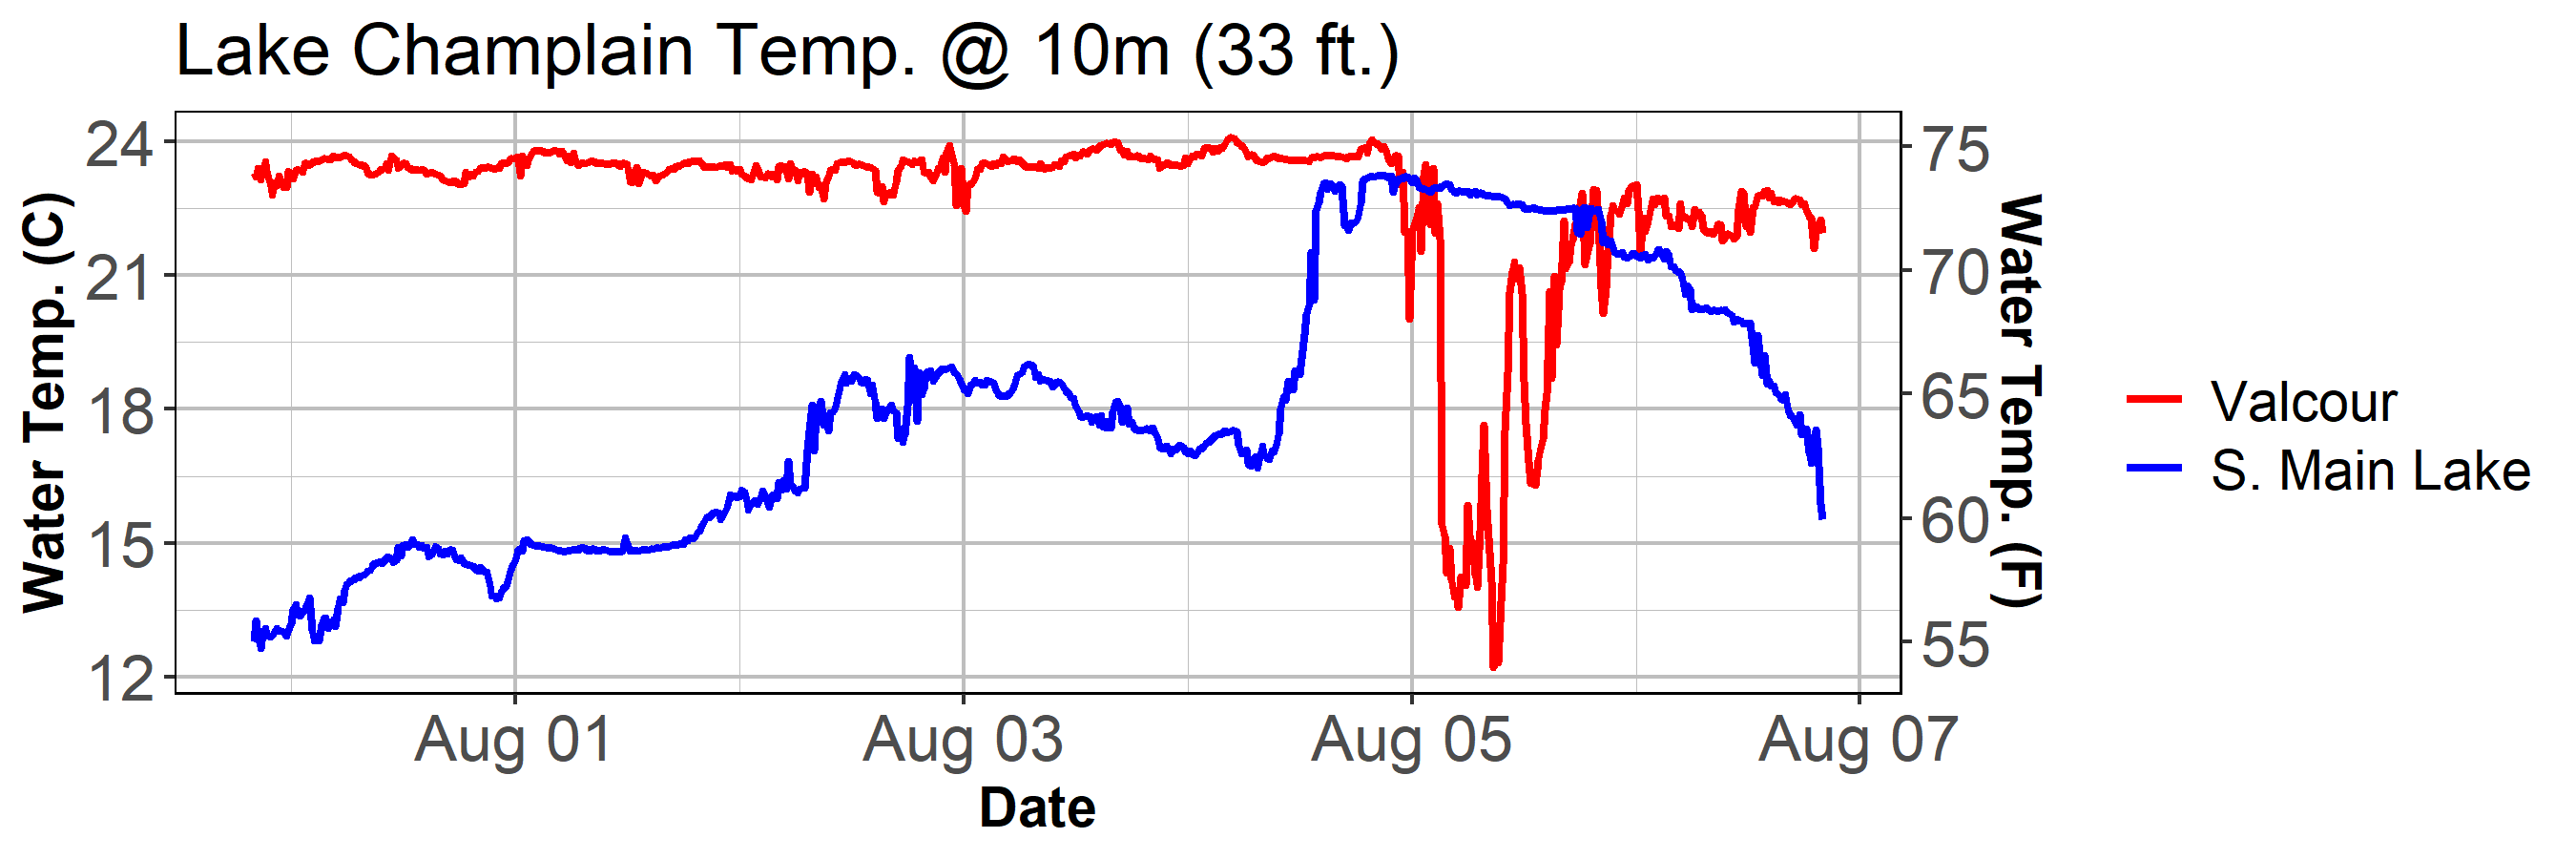 Lake Champlain Temp. @ 10m (33 ft.)
Water Temp. (C)
24
21
18
15
12
75
70
65
60
55
Water Temp. (F)
Aug 01
Aug 03
Aug 05
Aug 07
Date
Valcour
S. Main Lake